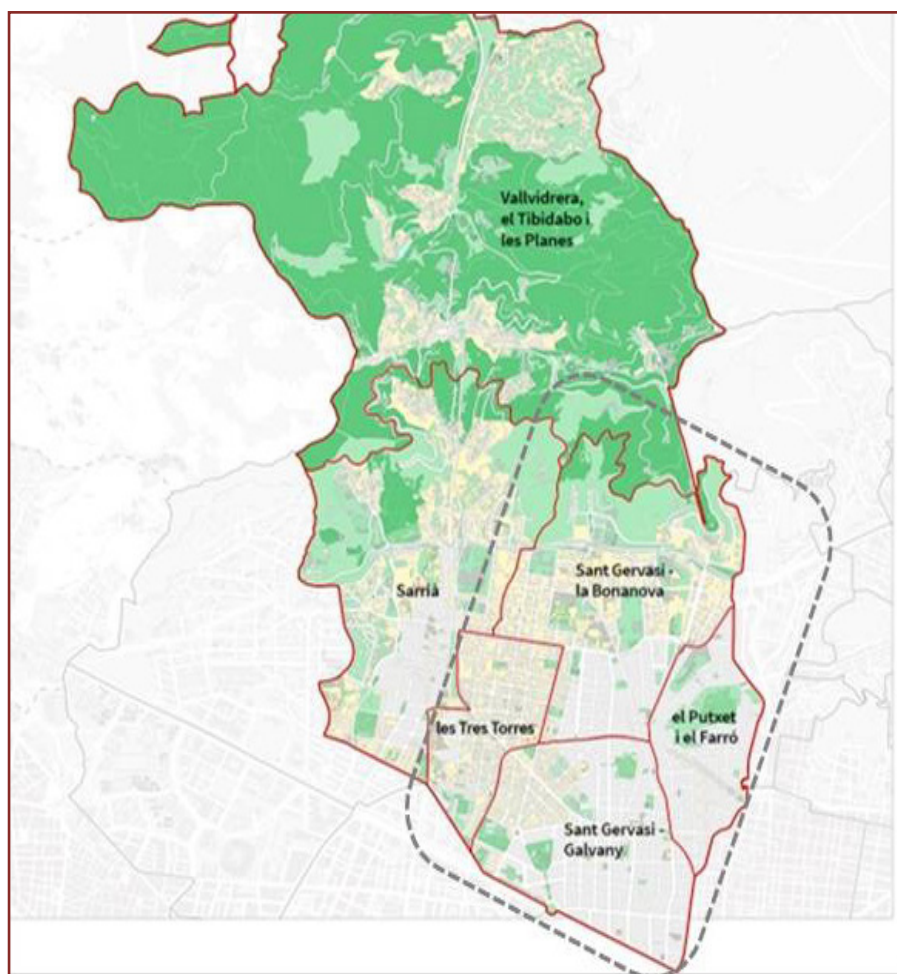 Vallvidrera,
el Tibidabo i
les Planes
Sant Gervasi -
la Bonanova
Sarrià
el Putxet
i el Farró
les Tres Torres
Sant Gervasi -
Galvany